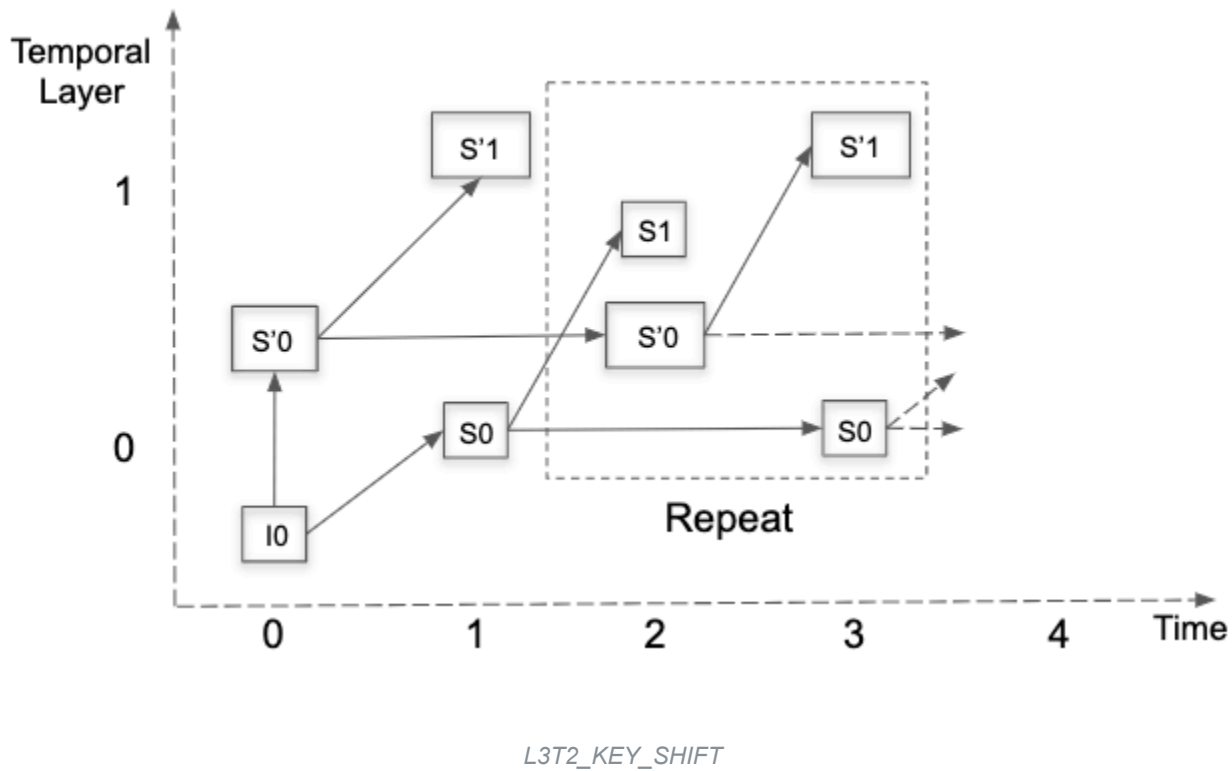 Temporal
Layer
S'1
S'1
1
S1
S'0
S'0
S0
S0
0
I0
Repeat
0 1 2 3 4 Time
L3T2_KEY_SHIFT